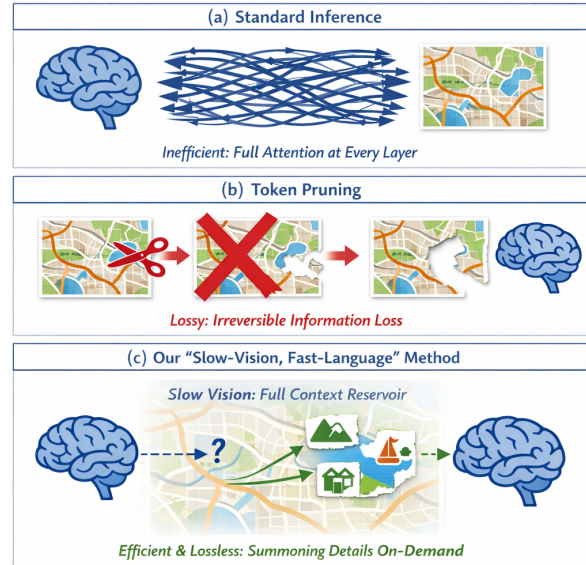 (a) Standard Inference
Inefficient: Full Attention at Every Layer
(b) Token Pruning
Lossy: Irreversible Information Loss
(c) Our “Slow-Vision, Fast-Language” Method
Slow Vision: Full Context Reservoir
?
Efficient & Lossless: Summoning Details On-Demand